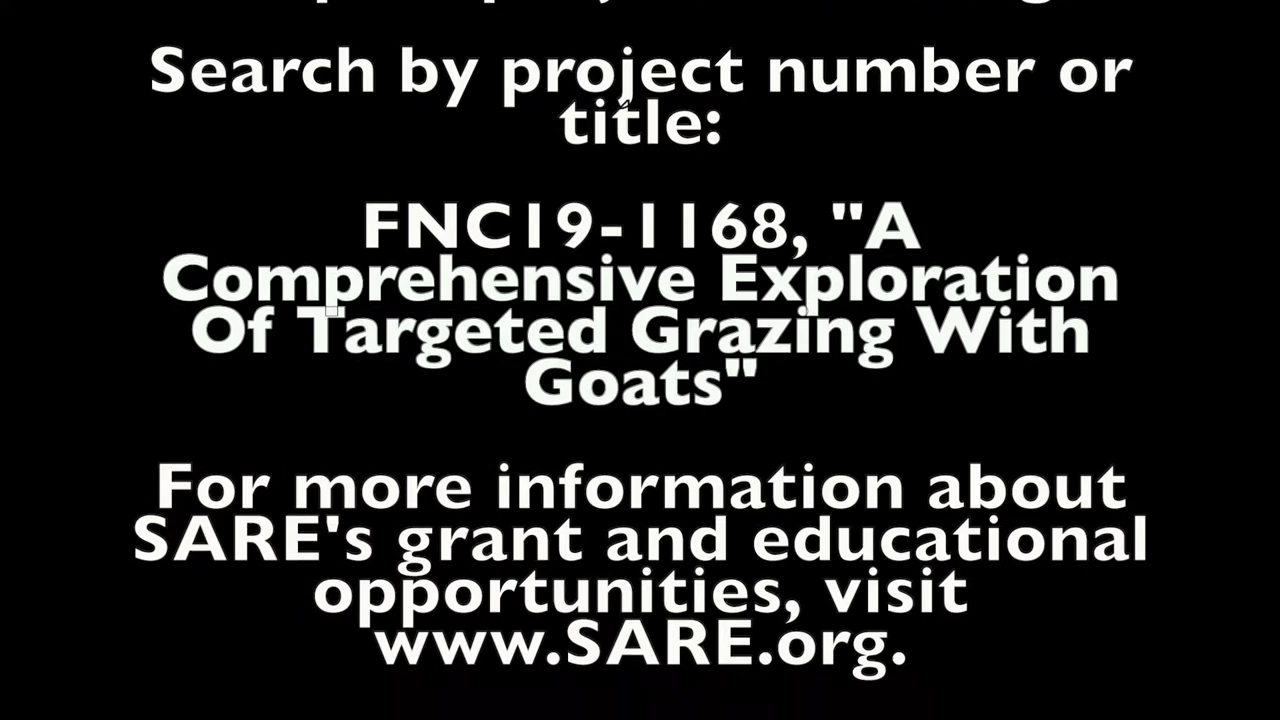 Search by project number or
title:
FNC19-1168, "A
Comprehensive Exploration
Of Targeted Grazing With
Goats"
For more information about
SARE's grant and educational
opportunities, visit
www.SARE.org.